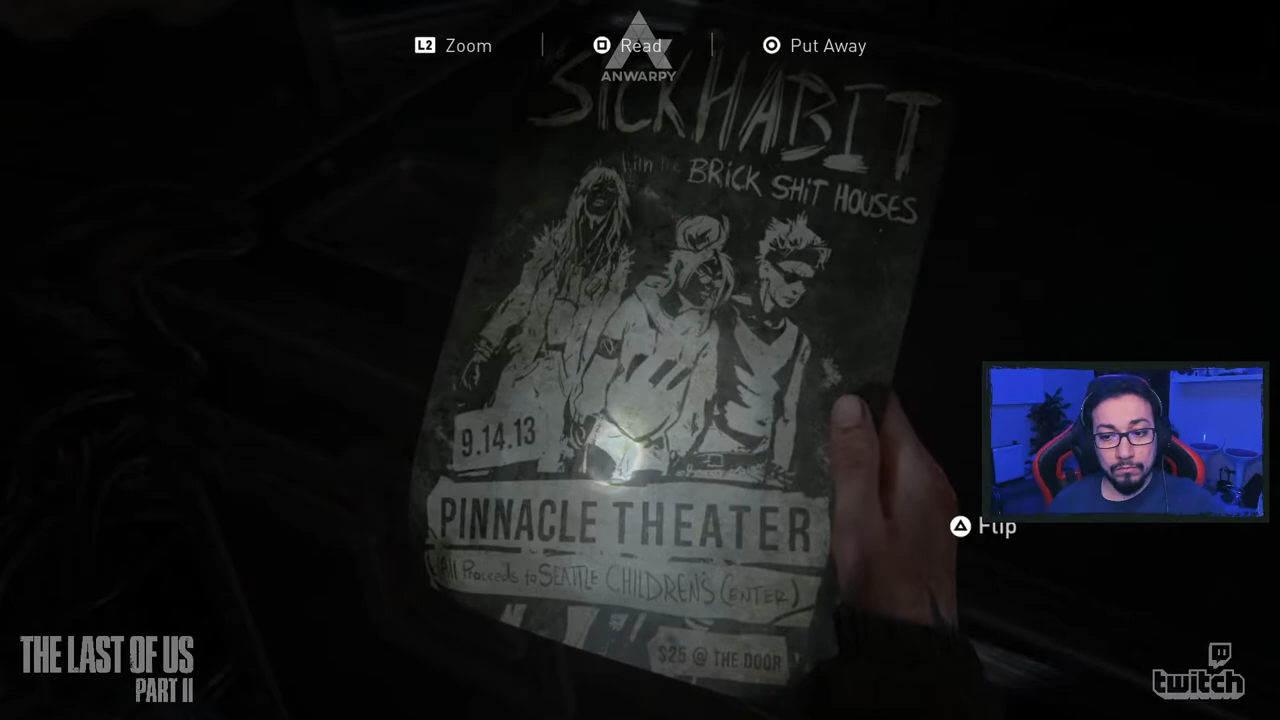 L2 Zoom
Read
Put Away
ANWARPY
SICK HABIT
BRICK SHIT HOUSES
9.14.13
PINNACLE THEATER
(All Proceeds to SEATTLE CHILDREN'S CENTER)
$25 @ THE DOOR
Flip
THE LAST OF US
PART II
twitch